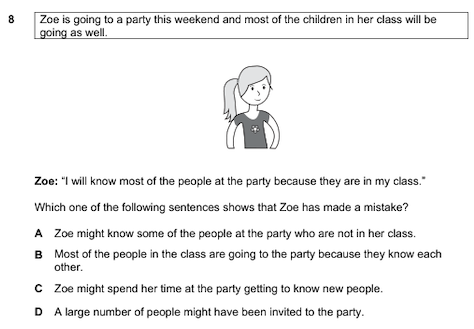 8 Zoe is going to a party this weekend and most of the children in her class will be
going as well.
Zoe: "I will know most of the people at the party because they are in my class."
Which one of the following sentences shows that Zoe has made a mistake?
A Zoe might know some of the people at the party who are not in her class.
B Most of the people in the class are going to the party because they know each
other.
C Zoe might spend her time at the party getting to know new people.
D A large number of people might have been invited to the party.